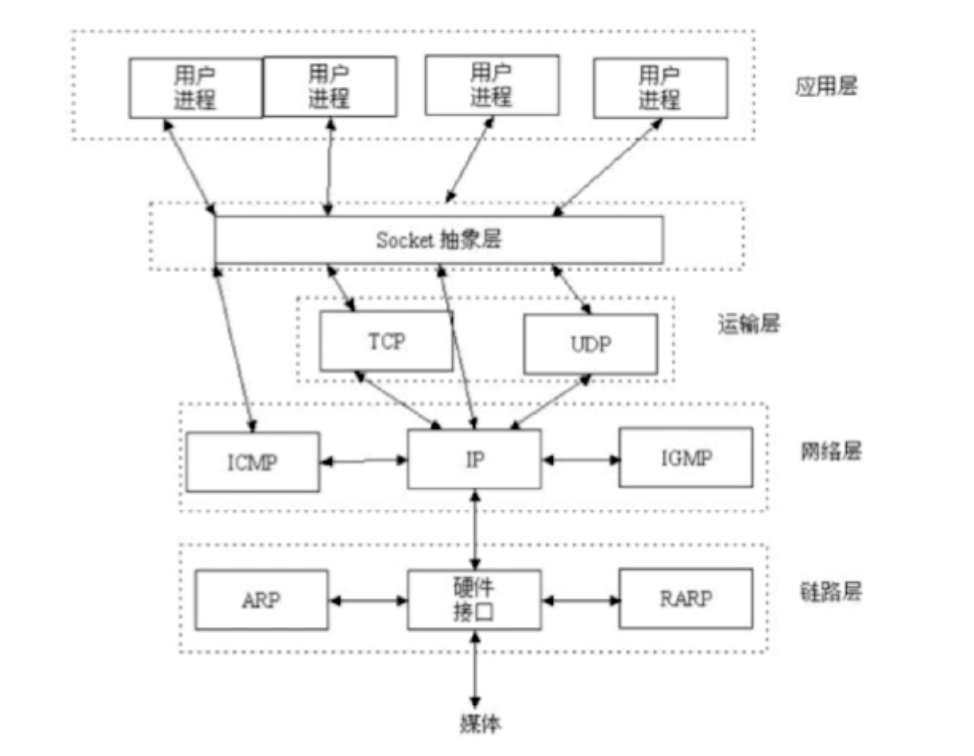 用户
进程
用户
进程
用户
进程
用户
进程
应用层
Socket 抽象层
运输层
TCP
UDP
网络层
ICMP
IP
IGMP
链路层
ARP
硬件
接口
RARP
媒体